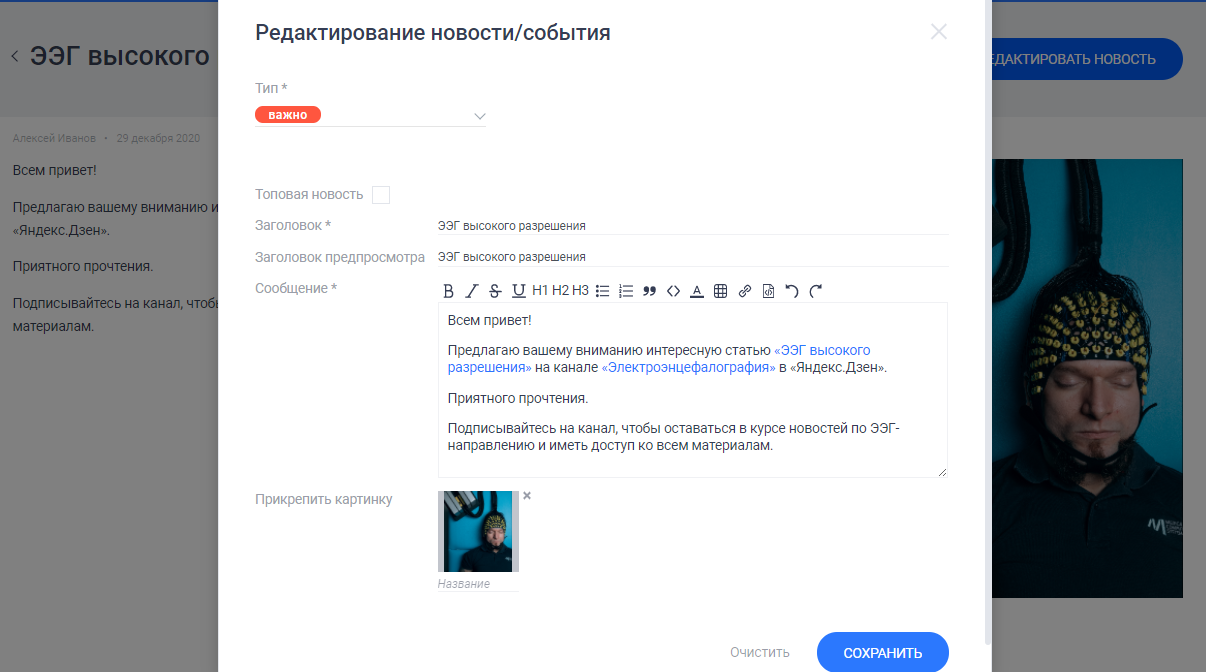 Редактирование новости/события
ЭЭГ высокого
ЕДАКТИРОВАТЬ НОВОСТЬ
Тип *
важно
Алексей Иванов • 29 декабря 2020
Всем привет!
Предлагаю вашему вниманию и
«Яндекс.Дзен».
Приятного прочтения.
Подписывайтесь на канал, чтобы
материалам.
Топовая новость
Заголовок *
ЭЭГ высокого разрешения
Заголовок предпросмотра
ЭЭГ высокого разрешения
Сообщение *
H1 H2 H3
Всем привет!
Предлагаю вашему вниманию интересную статью «ЭЭГ высокого
разрешения» на канале «Электроэнцефалография» в «Яндекс.Дзен».
Приятного прочтения.
Подписывайтесь на канал, чтобы оставаться в курсе новостей по ЭЭГ-
направлению и иметь доступ ко всем материалам.
Прикрепить картинку
Название
Очистить
СОХРАНИТЬ